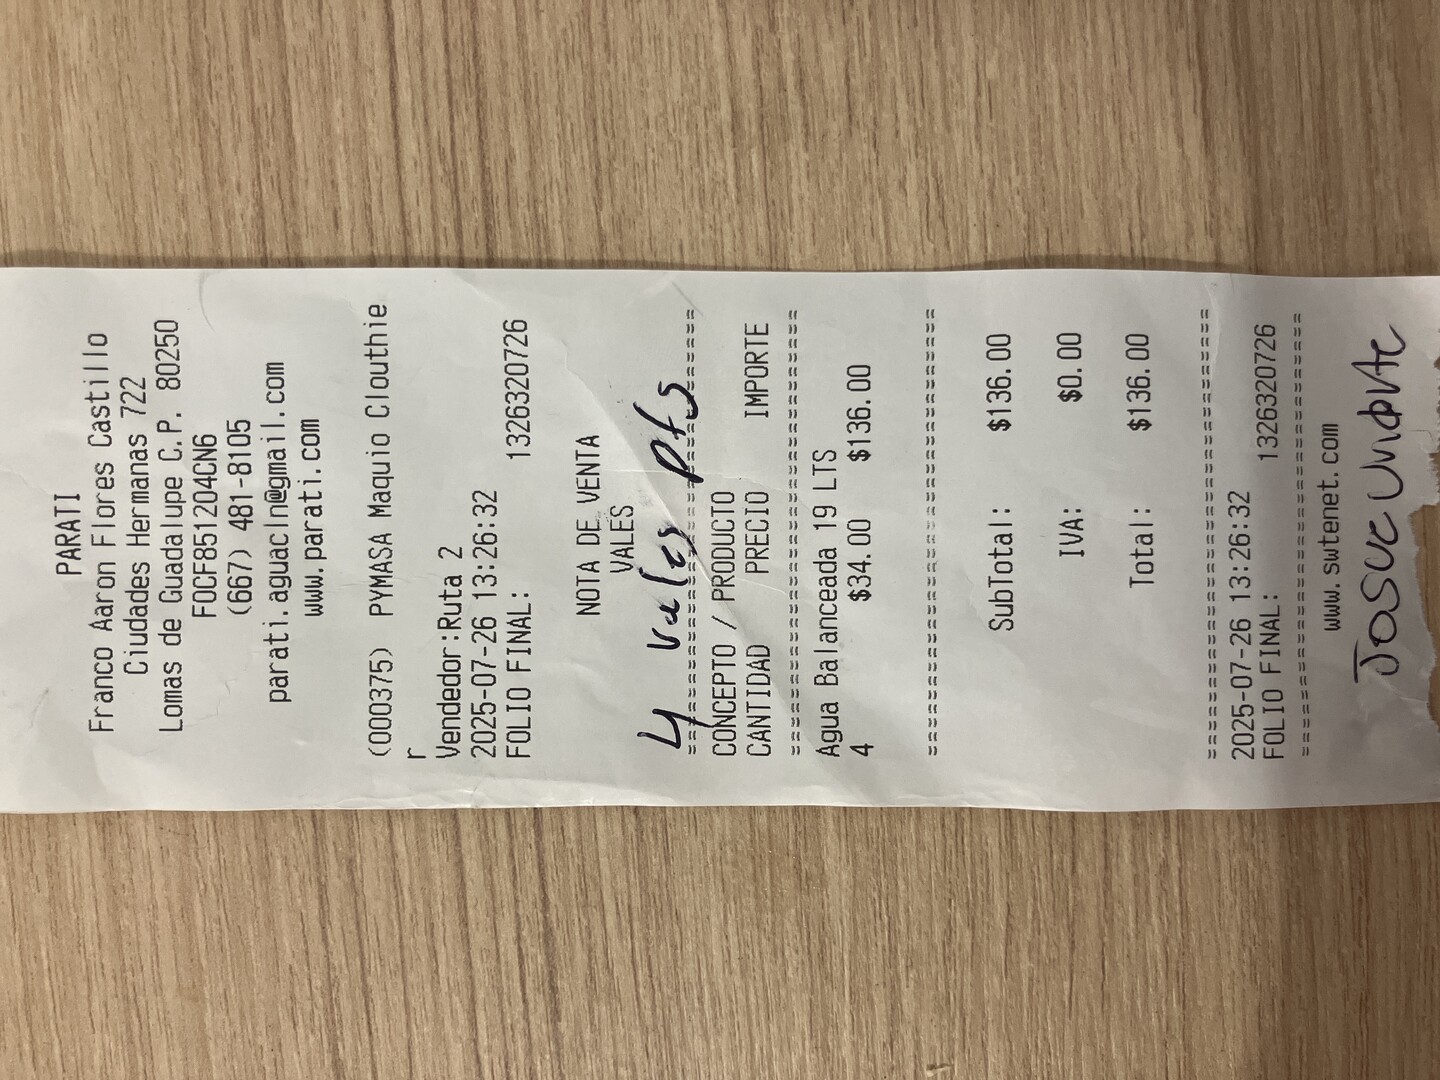 PARATI
Franco Aaron Flores Castillo
Ciudades Hermanas 722
Lomas de Guadalupe C.P. 80250
FOCF851204CN6
(667) 481-8105
parati.aguacln@gmail.com
www.parati.com
(000375) PYMASA Maquio Clouthie
r
Vendedor:Ruta 2
2025-07-26 13:26:32
FOLIO FINAL: 1326320726
NOTA DE VENTA
VALES
4 vales pts
===============================
CONCEPTO / PRODUCTO
CANTIDAD PRECIO IMPORTE
===============================
Agua Balanceada 19 LTS
4 $34.00 $136.00
===============================
SubTotal: $136.00
IVA: $0.00
Total: $136.00
===============================
2025-07-26 13:26:32
FOLIO FINAL: 1326320726
===============================
www.swtenet.com
Josue